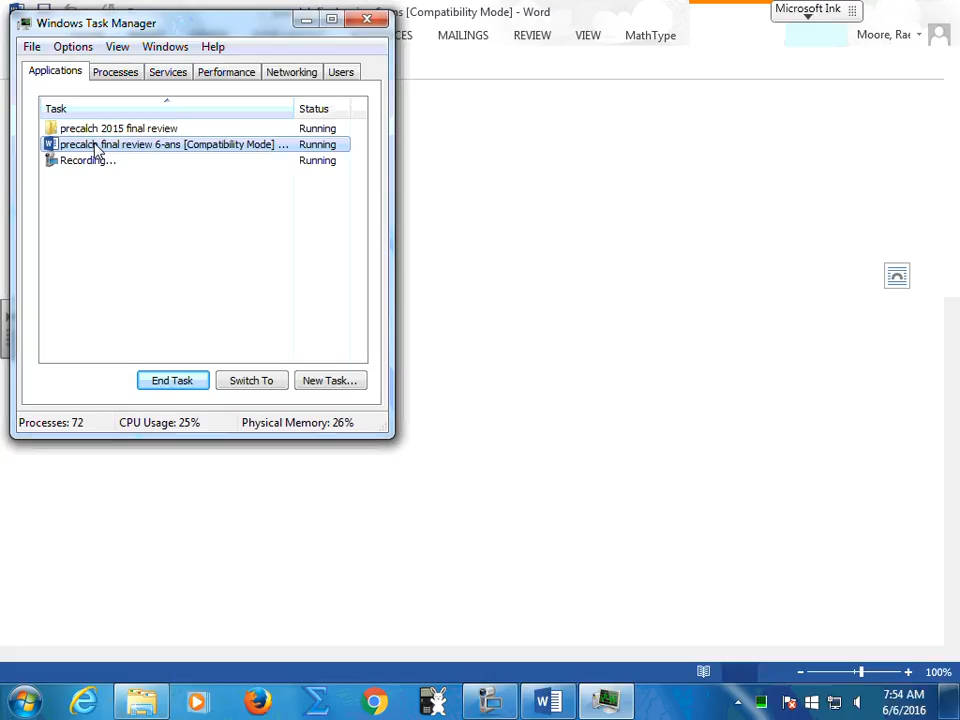 [Compatibility Mode] - Word
Microsoft Ink
Windows Task Manager
MAILINGS
REVIEW
VIEW
MathType
Moore, Rae
File
Options
View
Windows
Help
Applications
Processes
Services
Performance
Networking
Users
Task
Status
precalch 2015 final review
Running
precalch final review 6-ans [Compatibility Mode] ...
Running
Recording...
Running
End Task
Switch To
New Task...
Processes: 72
CPU Usage: 25%
Physical Memory: 26%
100%
7:54 AM
6/6/2016